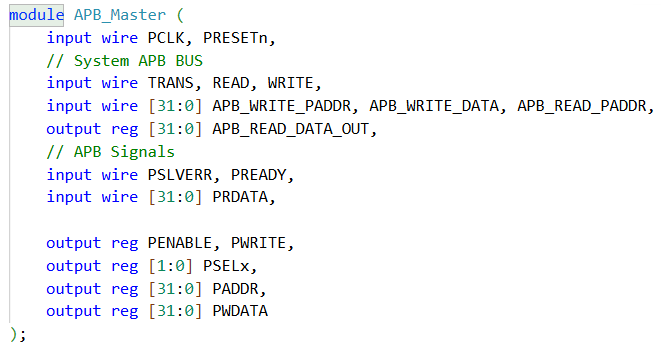 module APB_Master (
    input wire PCLK, PRESETn,
    // System APB BUS
    input wire TRANS, READ, WRITE,
    input wire [31:0] APB_WRITE_PADDR, APB_WRITE_DATA, APB_READ_PADDR,
    output reg [31:0] APB_READ_DATA_OUT,
    // APB Signals
    input wire PSLVERR, PREADY,
    input wire [31:0] PRDATA,

    output reg PENABLE, PWRITE,
    output reg [1:0] PSELx,
    output reg [31:0] PADDR,
    output reg [31:0] PWDATA
);